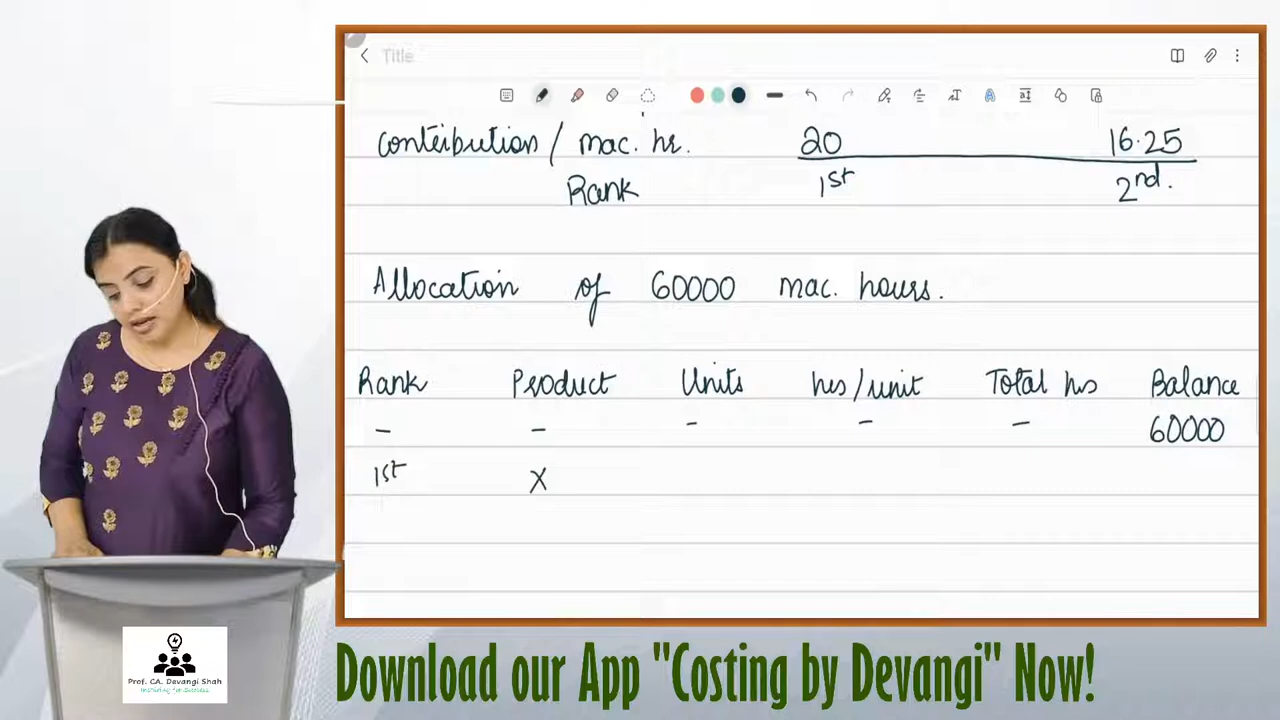 Title
Contribution / mac. hr. 20 16.25
Rank 1st 2nd.
Allocation of 60000 mac. hours.
Rank Product Units hrs/unit Total hrs Balance
- - - - - 60000
1st X
Prof. CA. Devangi Shah
Download our App "Costing by Devangi" Now!